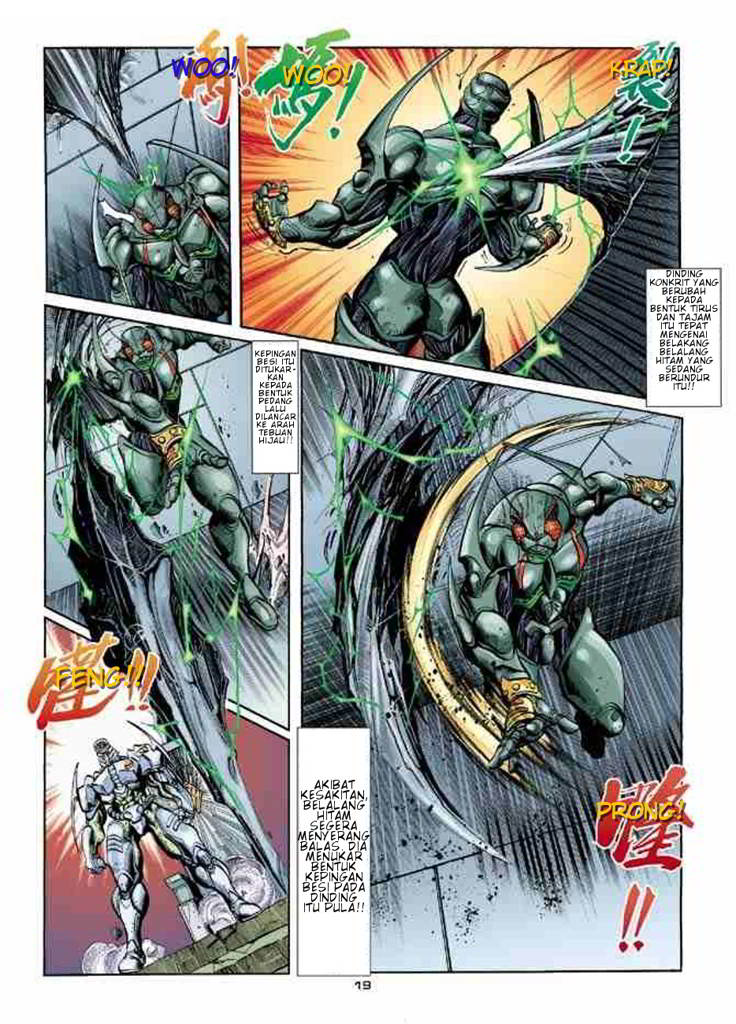 WOO!
WOO!
KRAP!
DINDING
KONKRIT YANG
BERUBAH
KEPADA
BENTUK TIRUS
DAN TAJAM
ITU TEPAT
MENGENAI
BELAKANG
BELALANG
HITAM YANG
SEDANG
BERUNDUR
ITU!!
KEPINGAN
BESI ITU
DITUKAR-
KAN
KEPADA
BENTUK
PEDANG
LALU
DILANCAR
KE ARAH
TEBUAN
HIJAU!!
FENG!!
AKIBAT
KESAKITAN,
BELALANG
HITAM
SEGERA
MENYERANG
BALAS. DIA
MENUKAR
BENTUK
KEPINGAN
BESI PADA
DINDING
ITU PULA!!
PRONG!
隆!!
19